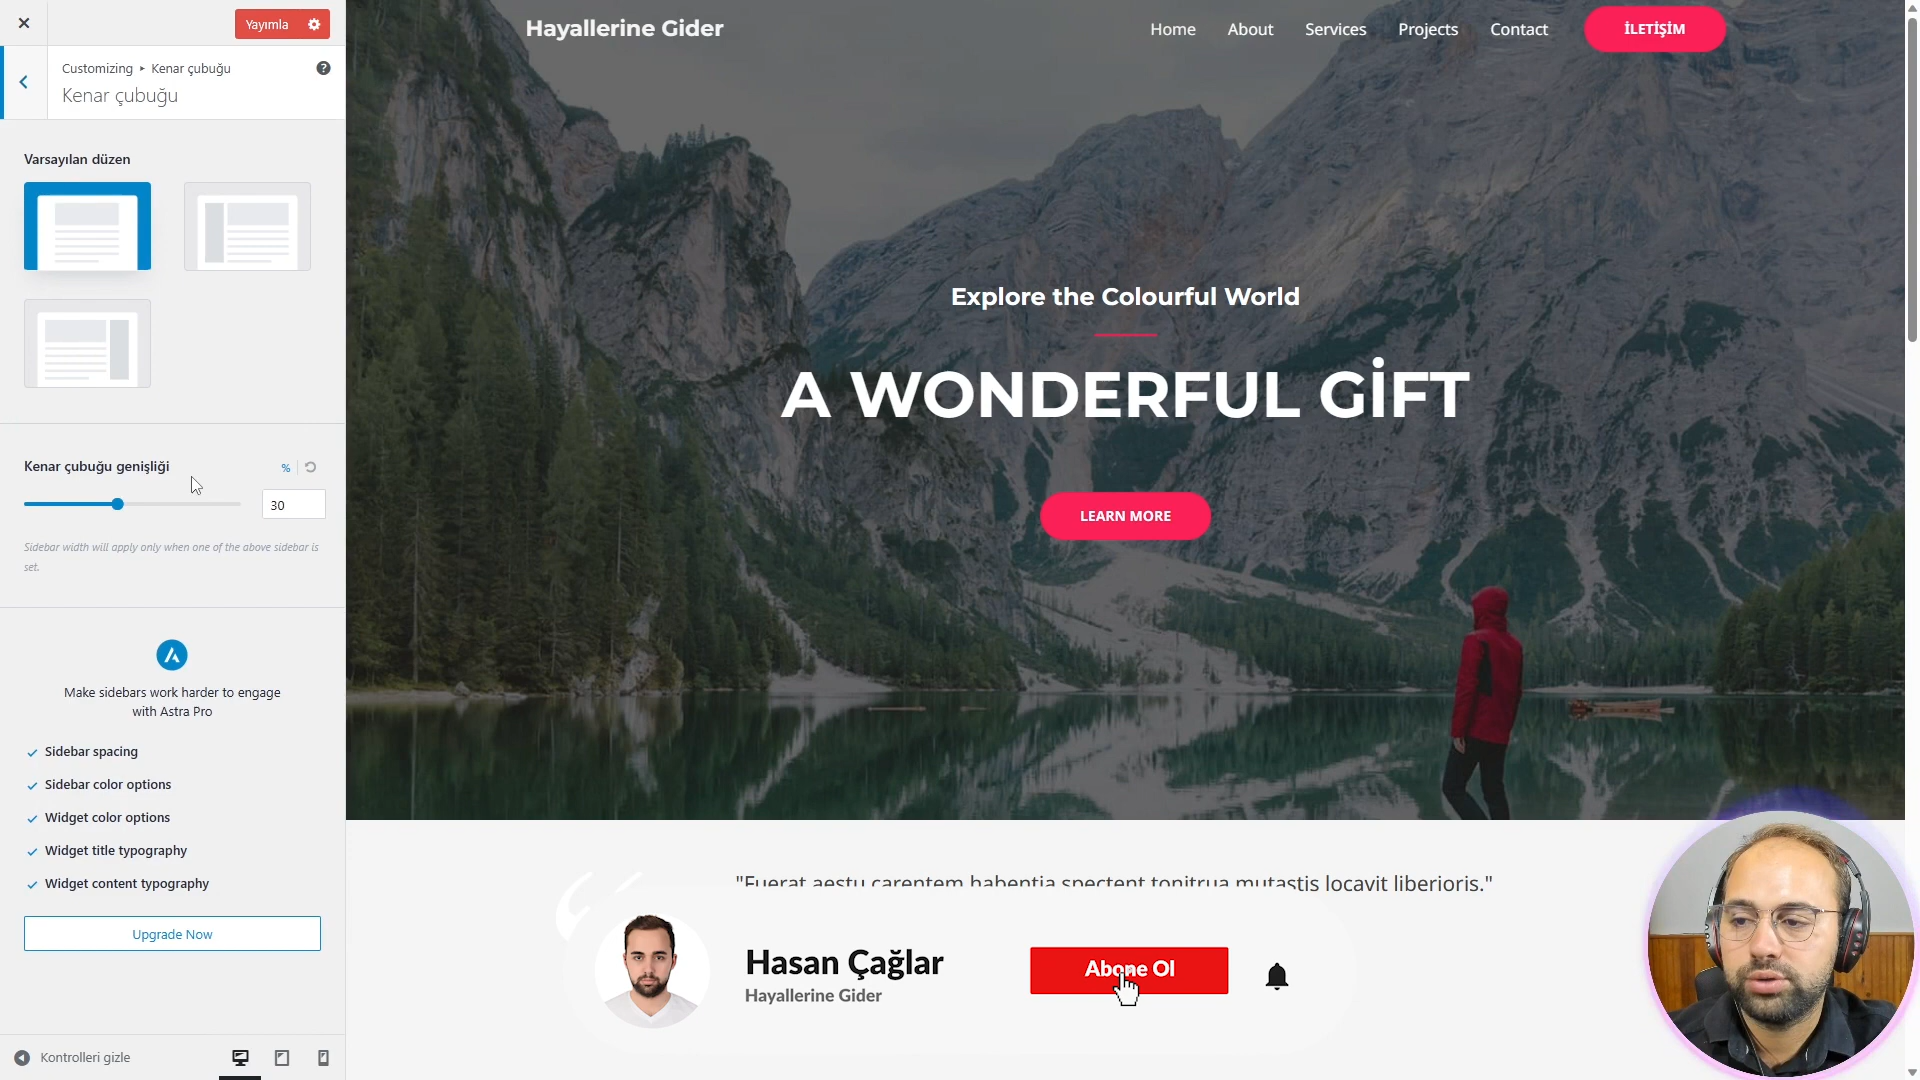 Yayımla
Customizing ▸ Kenar çubuğu
Kenar çubuğu
Varsayılan düzen
Kenar çubuğu genişliği
%
30
Sidebar width will apply only when one of the above sidebar is
set.
Make sidebars work harder to engage
with Astra Pro
Sidebar spacing
Sidebar color options
Widget color options
Widget title typography
Widget content typography
Upgrade Now
Kontrolleri gizle
Hayallerine Gider
Home
About
Services
Projects
Contact
İLETİŞİM
Explore the Colourful World
A WONDERFUL GİFT
LEARN MORE
"Fuerat aestu carentem habentia spectent tonitrua mutastis locavit liberioris."
Hasan Çağlar
Hayallerine Gider
Abone Ol